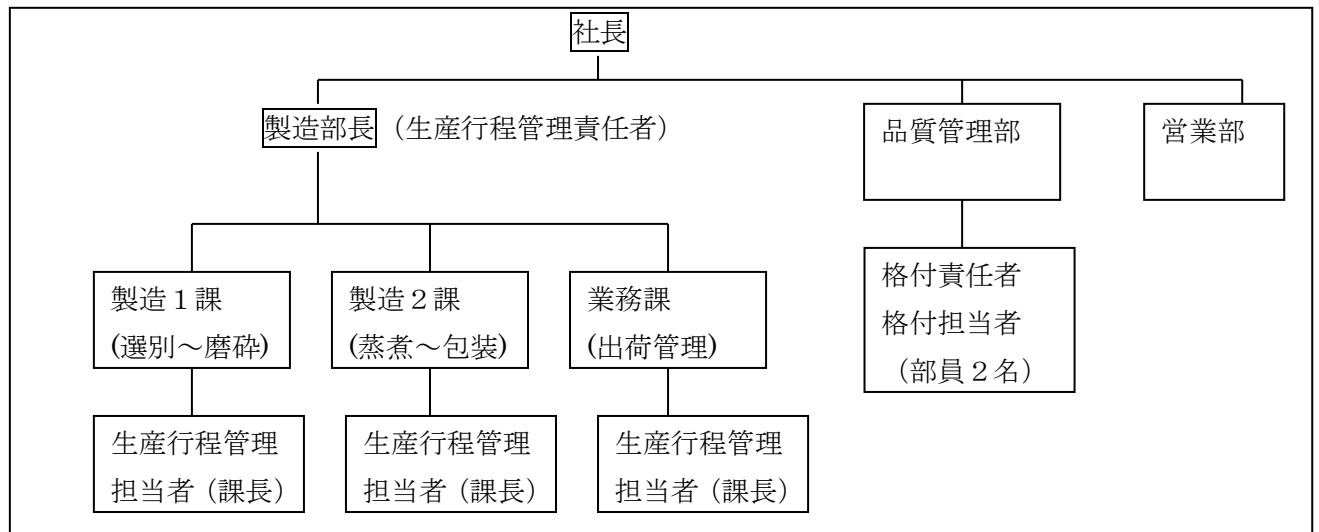 社長
製造部長（生産行程管理責任者）
品質管理部
営業部
製造１課
(選別～磨砕)
製造２課
(蒸煮～包装)
業務課
(出荷管理)
格付責任者
格付担当者
（部員２名）
生産行程管理
担当者（課長）
生産行程管理
担当者（課長）
生産行程管理
担当者（課長）